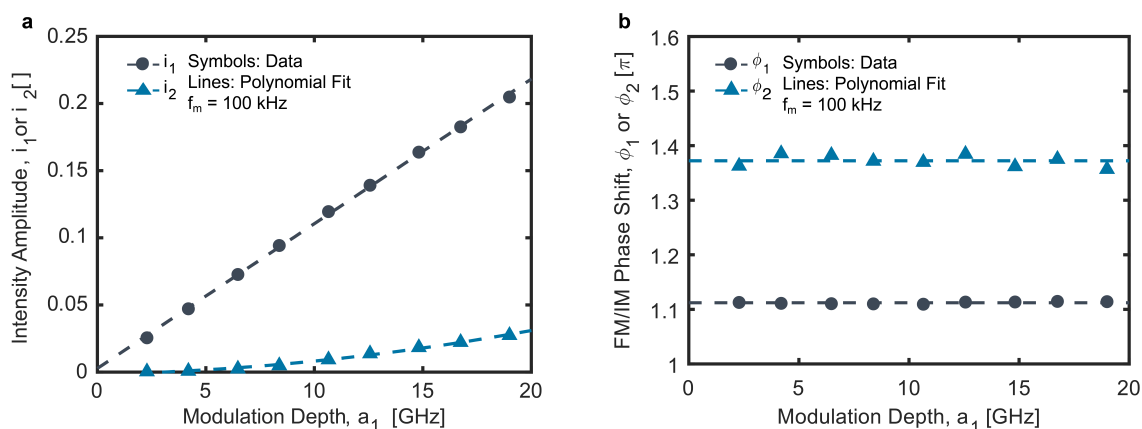 a
0.25
0.2
0.15
0.1
0.05
0
0
5
10
15
20
Intensity Amplitude, i₁or i₂[]
Modulation Depth, a₁ [GHz]
i₁ Symbols: Data
i₂ Lines: Polynomial Fit
fₘ = 100 kHz
b
1.6
1.5
1.4
1.3
1.2
1.1
1
0
5
10
15
20
FM/IM Phase Shift, ϕ₁ or ϕ₂ [π]
Modulation Depth, a₁ [GHz]
ϕ₁ Symbols: Data
ϕ₂ Lines: Polynomial Fit
fₘ = 100 kHz